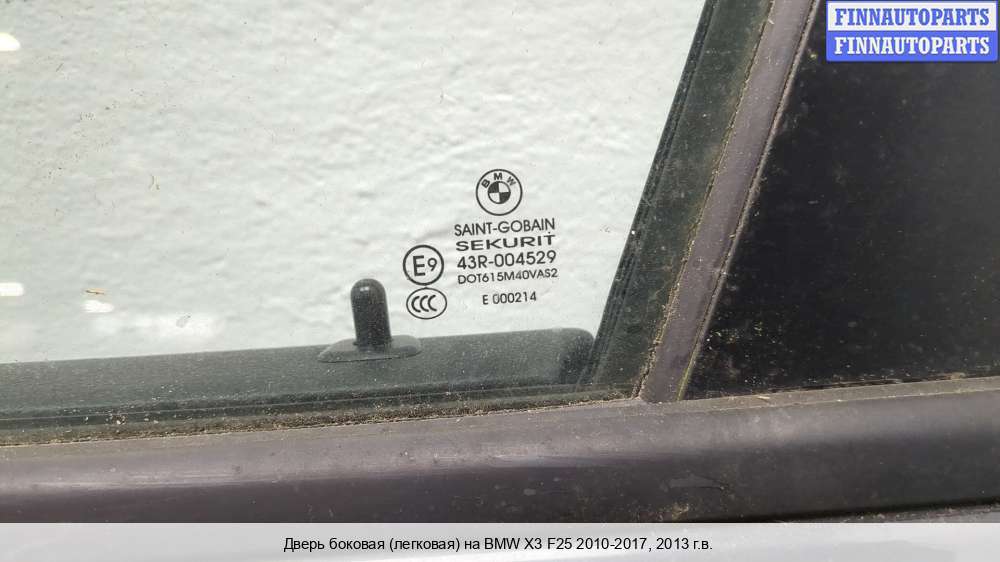 FINNAUTOPARTS
FINNAUTOPARTS
BMW
SAINT-GOBAIN
SEKURIT
E9
43R-004529
DOT615M40VAS2
CCC
E 000214
Дверь боковая (легковая) на BMW X3 F25 2010-2017, 2013 г.в.